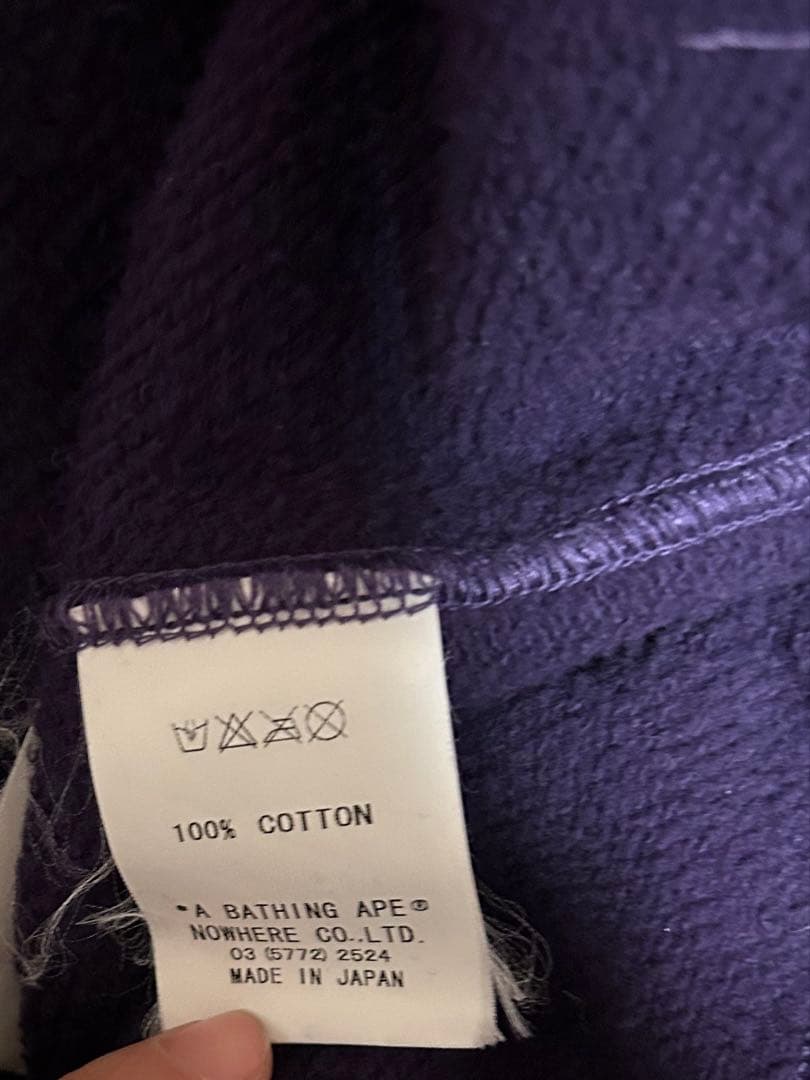 100% COTTON
*A BATHING APE®
NOWHERE CO.,LTD.
03 (5772) 2524
MADE IN JAPAN